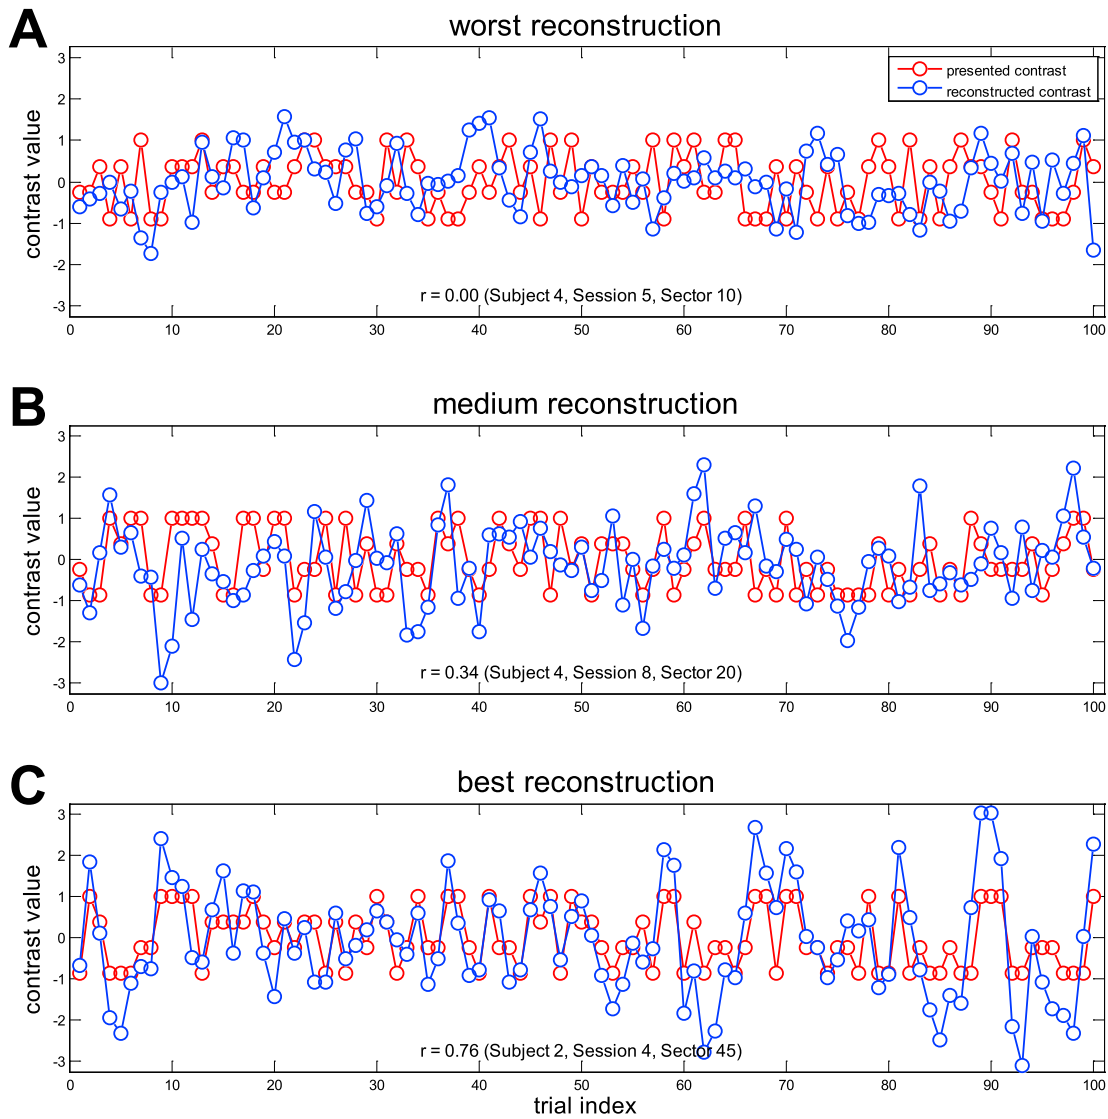 A
worst reconstruction
contrast value
3
2
1
0
-1
-2
-3
presented contrast
reconstructed contrast
r = 0.00 (Subject 4, Session 5, Sector 10)
0 10 20 30 40 50 60 70 80 90 100
B
medium reconstruction
contrast value
3
2
1
0
-1
-2
-3
r = 0.34 (Subject 4, Session 8, Sector 20)
0 10 20 30 40 50 60 70 80 90 100
C
best reconstruction
contrast value
3
2
1
0
-1
-2
-3
r = 0.76 (Subject 2, Session 4, Sector 45)
0 10 20 30 40 50 60 70 80 90 100
trial index